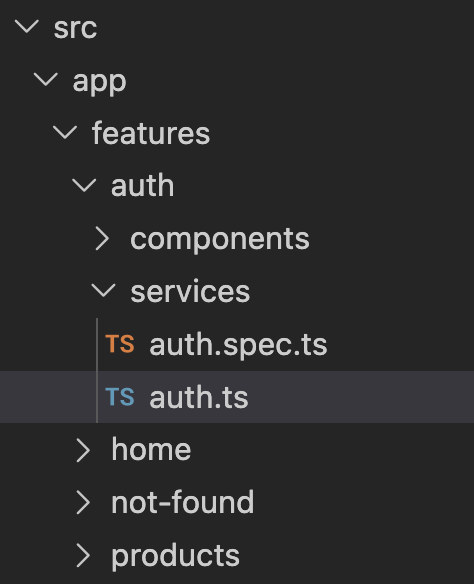 src
app
features
auth
components
services
TS auth.spec.ts
TS auth.ts
home
not-found
products